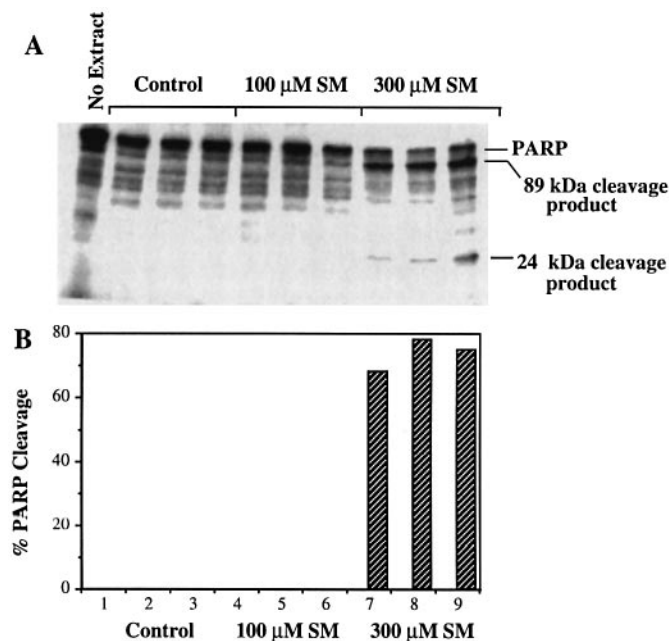 A
No Extract
Control 100 µM SM 300 µM SM
PARP
89 kDa cleavage
product
24 kDa cleavage
product
B
% PARP Cleavage
80
60
40
20
0
1 2 3 4 5 6 7 8 9
Control 100 µM SM 300 µM SM